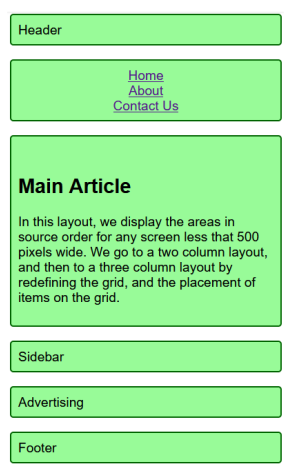 Header
Home
About
Contact Us
Main Article
In this layout, we display the areas in
source order for any screen less that 500
pixels wide. We go to a two column layout,
and then to a three column layout by
redefining the grid, and the placement of
items on the grid.
Sidebar
Advertising
Footer